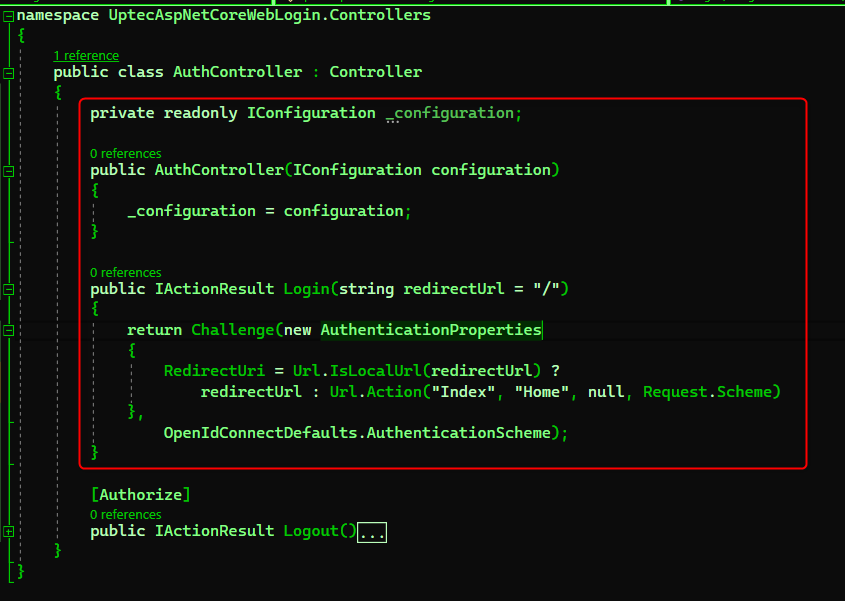 namespace UptecAspNetCoreWebLogin.Controllers
{
1 reference
public class AuthController : Controller
{
private readonly IConfiguration _configuration;
0 references
public AuthController(IConfiguration configuration)
{
_configuration = configuration;
}
0 references
public IActionResult Login(string redirectUrl = "/")
{
return Challenge(new AuthenticationProperties
{
RedirectUri = Url.IsLocalUrl(redirectUrl) ?
redirectUrl : Url.Action("Index", "Home", null, Request.Scheme)
},
OpenIdConnectDefaults.AuthenticationScheme);
}
[Authorize]
0 references
public IActionResult Logout()...
}
}